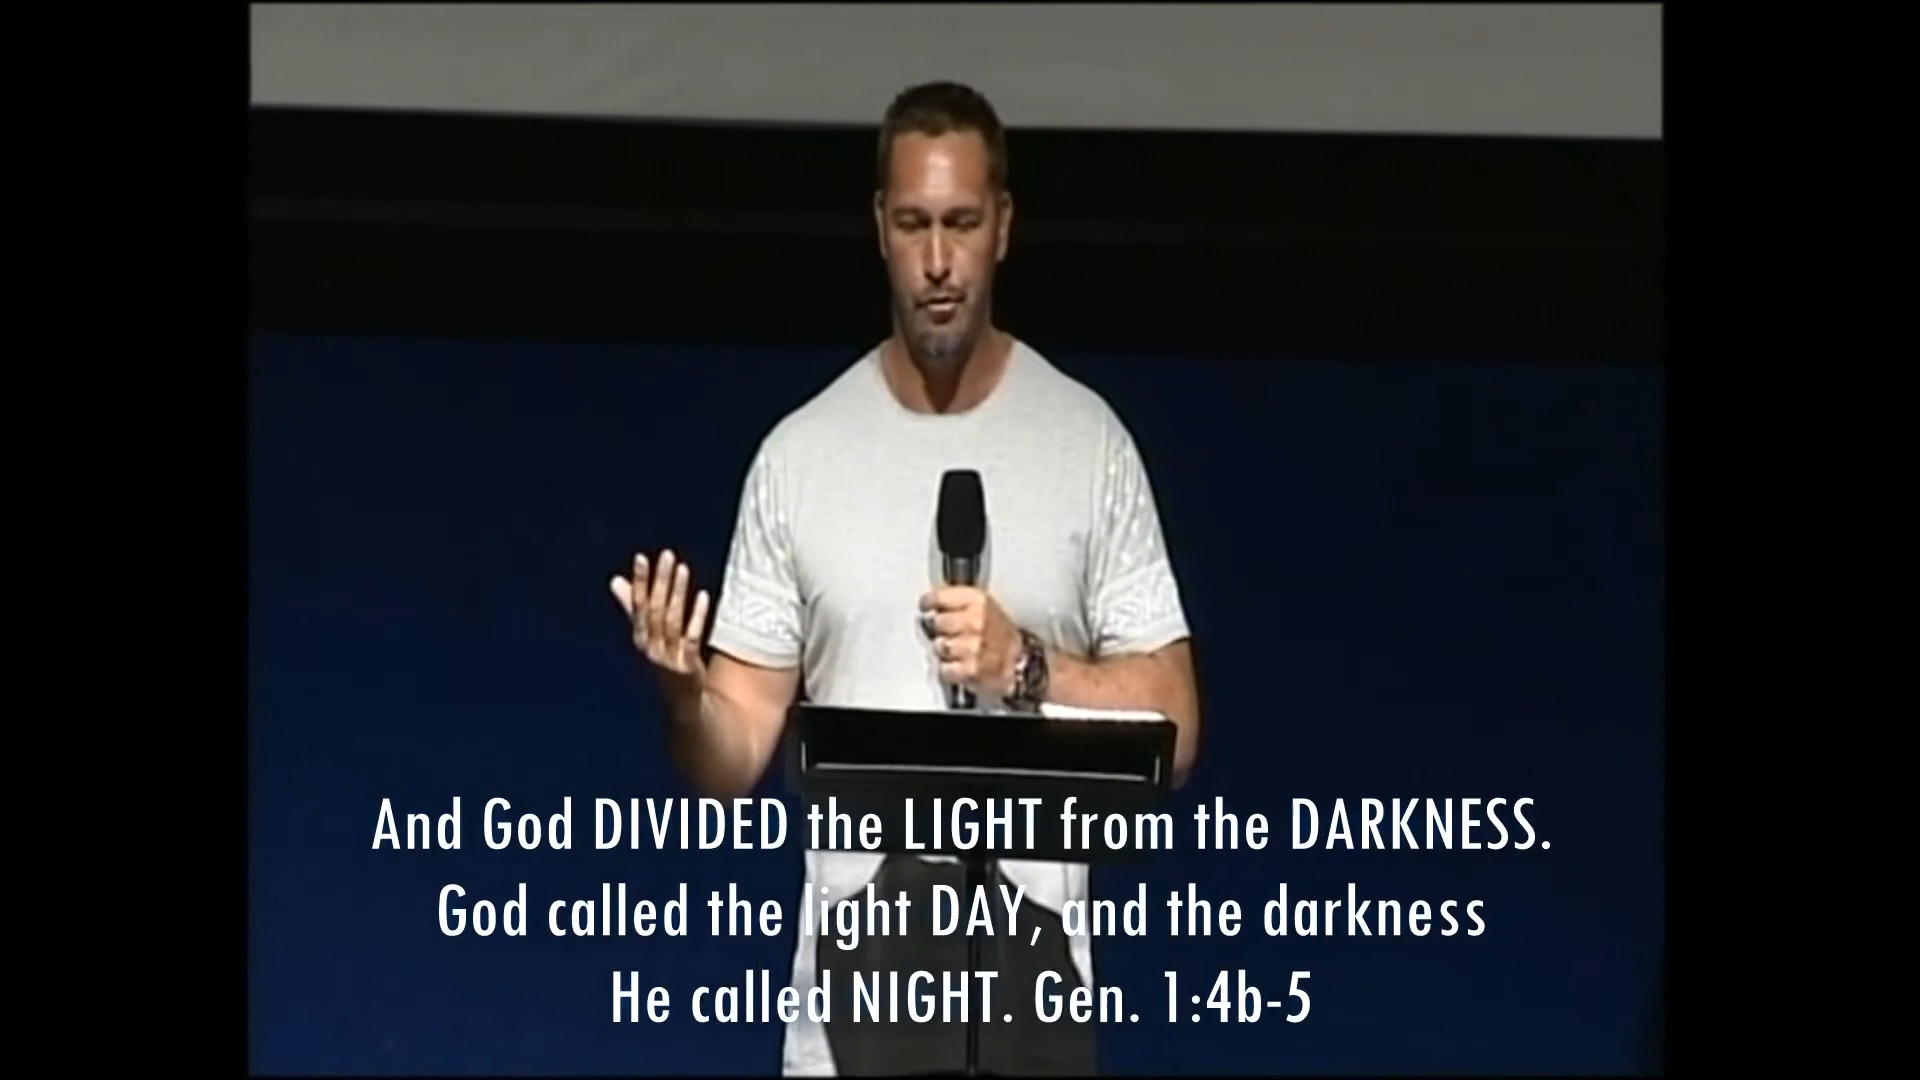 And God DIVIDED the LIGHT from the DARKNESS.
God called the light DAY, and the darkness
He called NIGHT. Gen. 1:4b-5